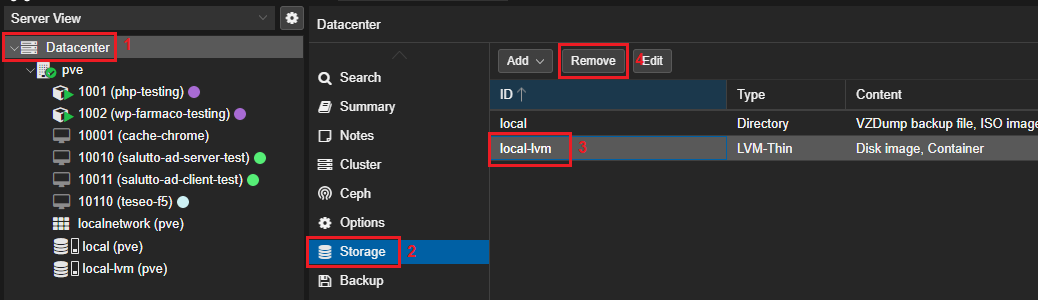 Server View
Datacenter 1
pve
1001 (php-testing)
1002 (wp-farmaco-testing)
10001 (cache-chrome)
10010 (salutto-ad-server-test)
10011 (salutto-ad-client-test)
10110 (teseo-f5)
localnetwork (pve)
local (pve)
local-lvm (pve)
Datacenter
Search
Summary
Notes
Cluster
Ceph
Options
Storage 2
Backup
Add Remove 4 Edit
ID Type Content
local Directory VZDump backup file, ISO image
local-lvm 3 LVM-Thin Disk image, Container